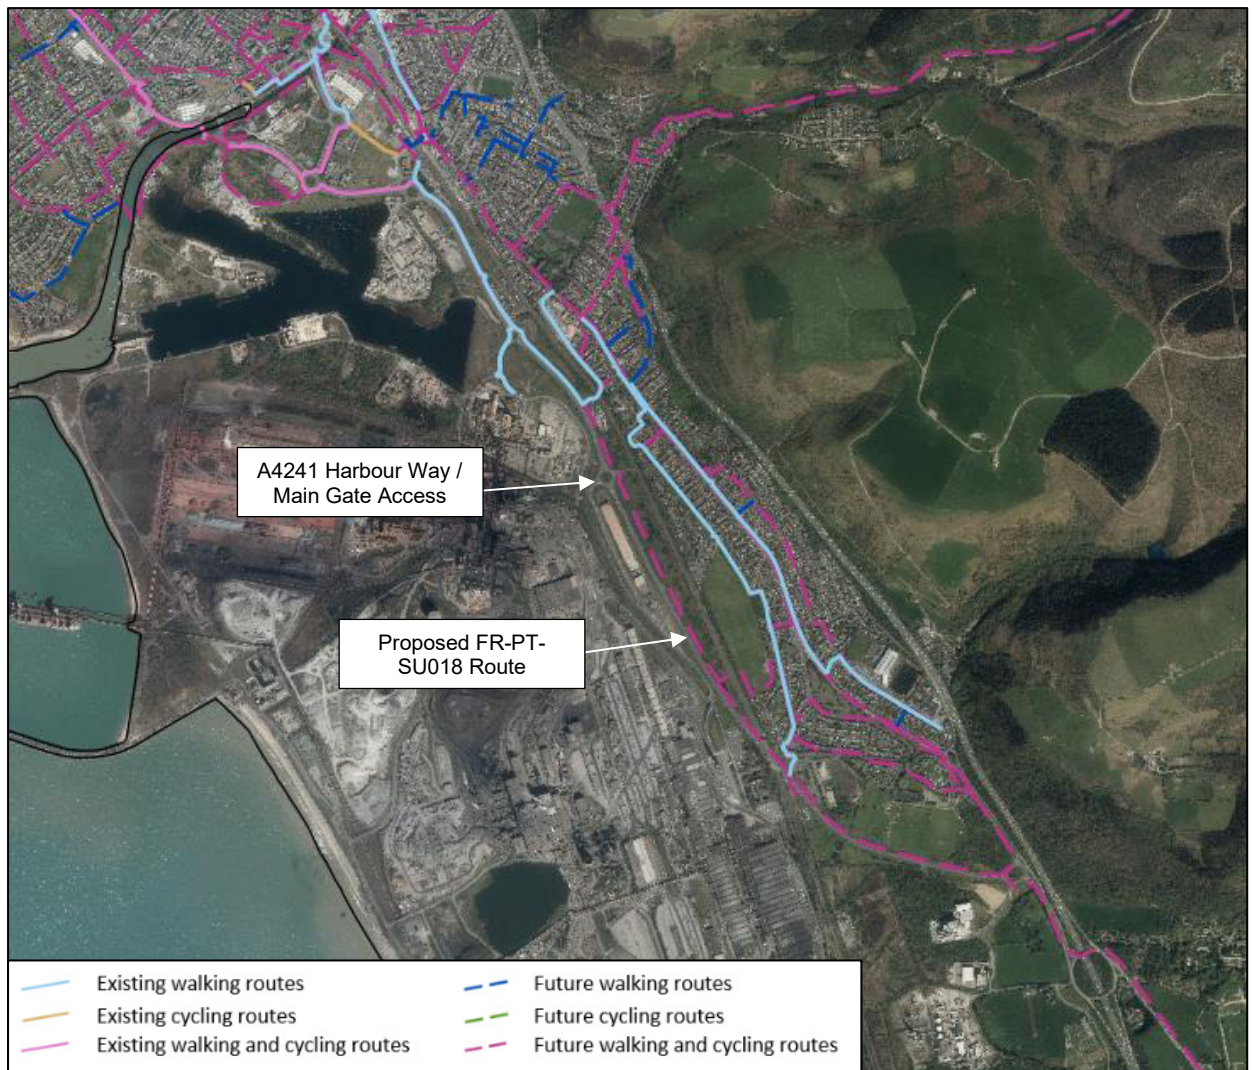 A4241 Harbour Way /
Main Gate Access
Proposed FR-PT-
SU018 Route
Existing walking routes
Existing cycling routes
Existing walking and cycling routes
Future walking routes
Future cycling routes
Future walking and cycling routes